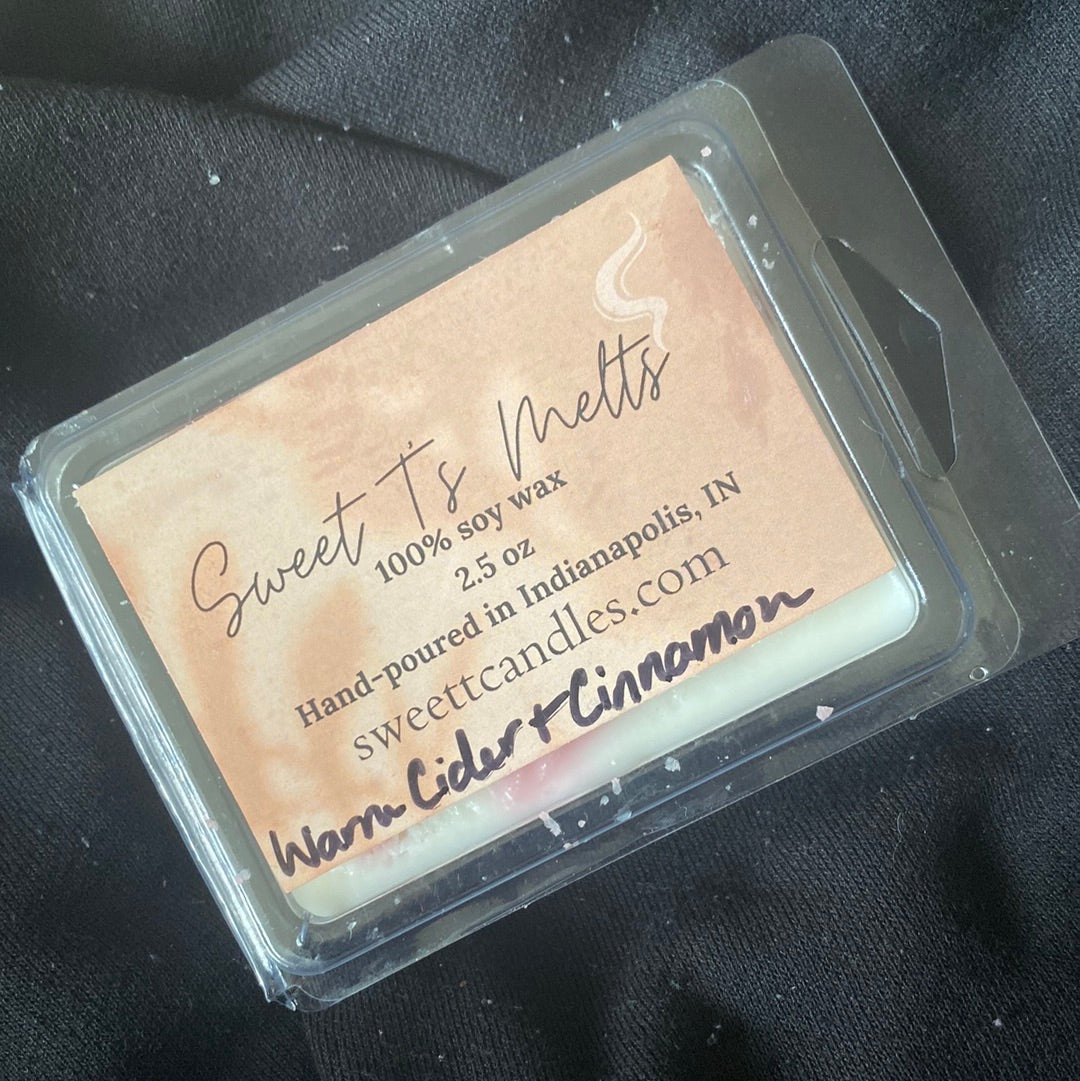 Sweet T's Melts
100% soy wax
2.5 oz
Hand-poured in Indianapolis, IN
sweettcandles.com
Warm Cider + Cinnamon